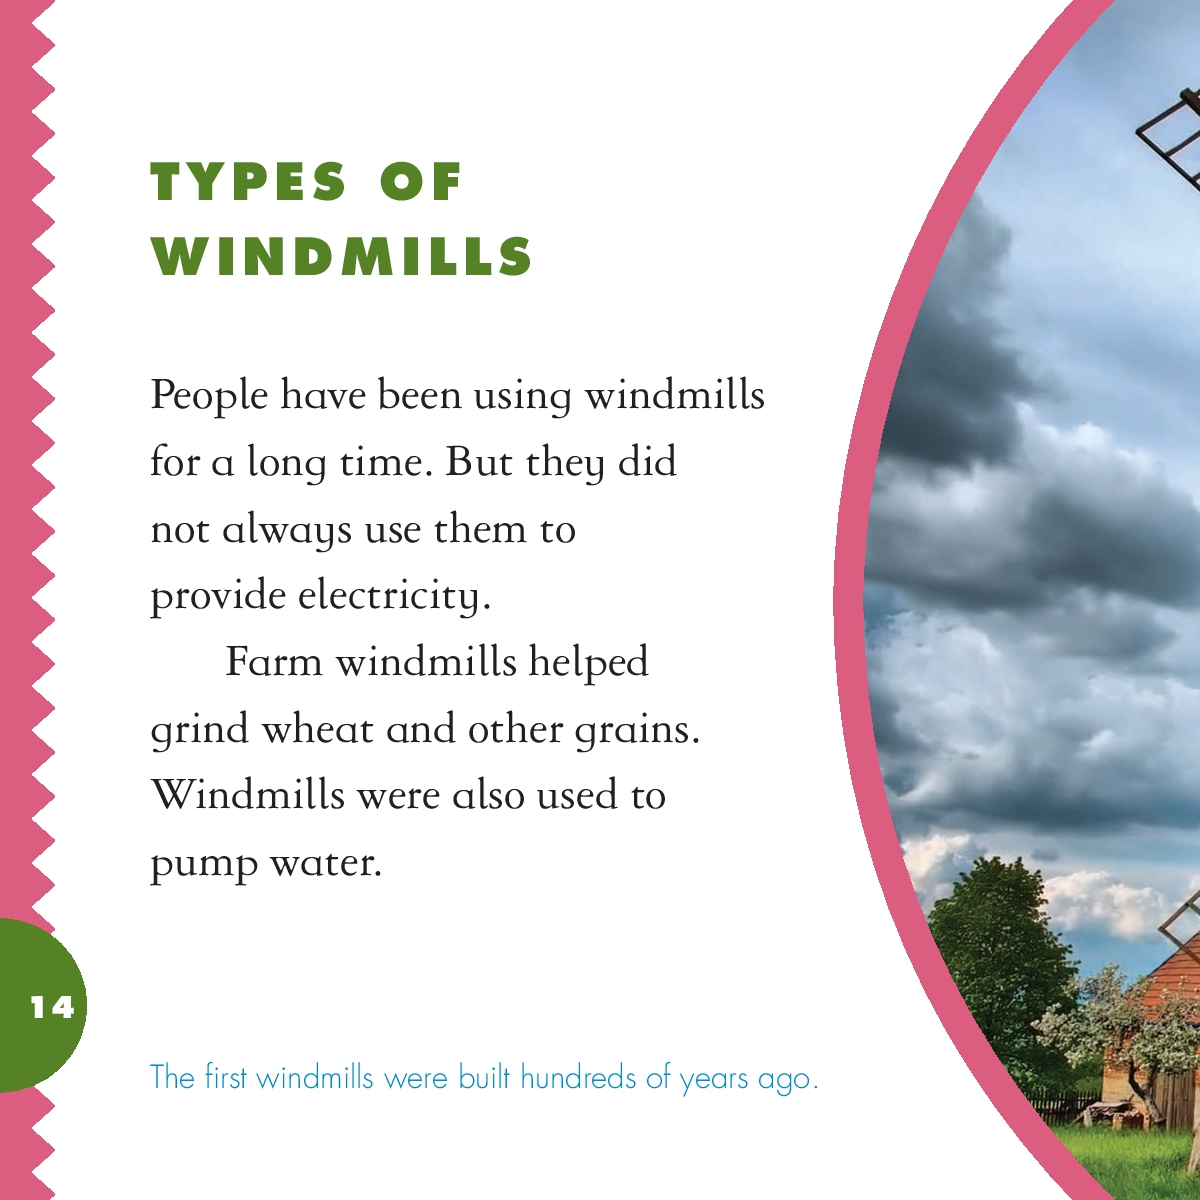 TYPES OF
WINDMILLS
People have been using windmills
for a long time. But they did
not always use them to
provide electricity.
Farm windmills helped
grind wheat and other grains.
Windmills were also used to
pump water.
14
The first windmills were built hundreds of years ago.